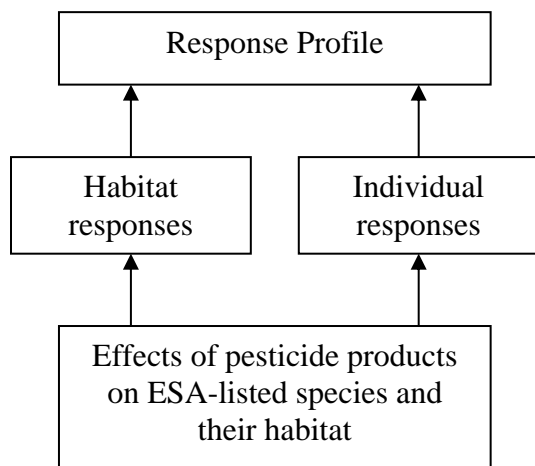 Response Profile
Habitat
responses
Individual
responses
Effects of pesticide products
on ESA-listed species and
their habitat